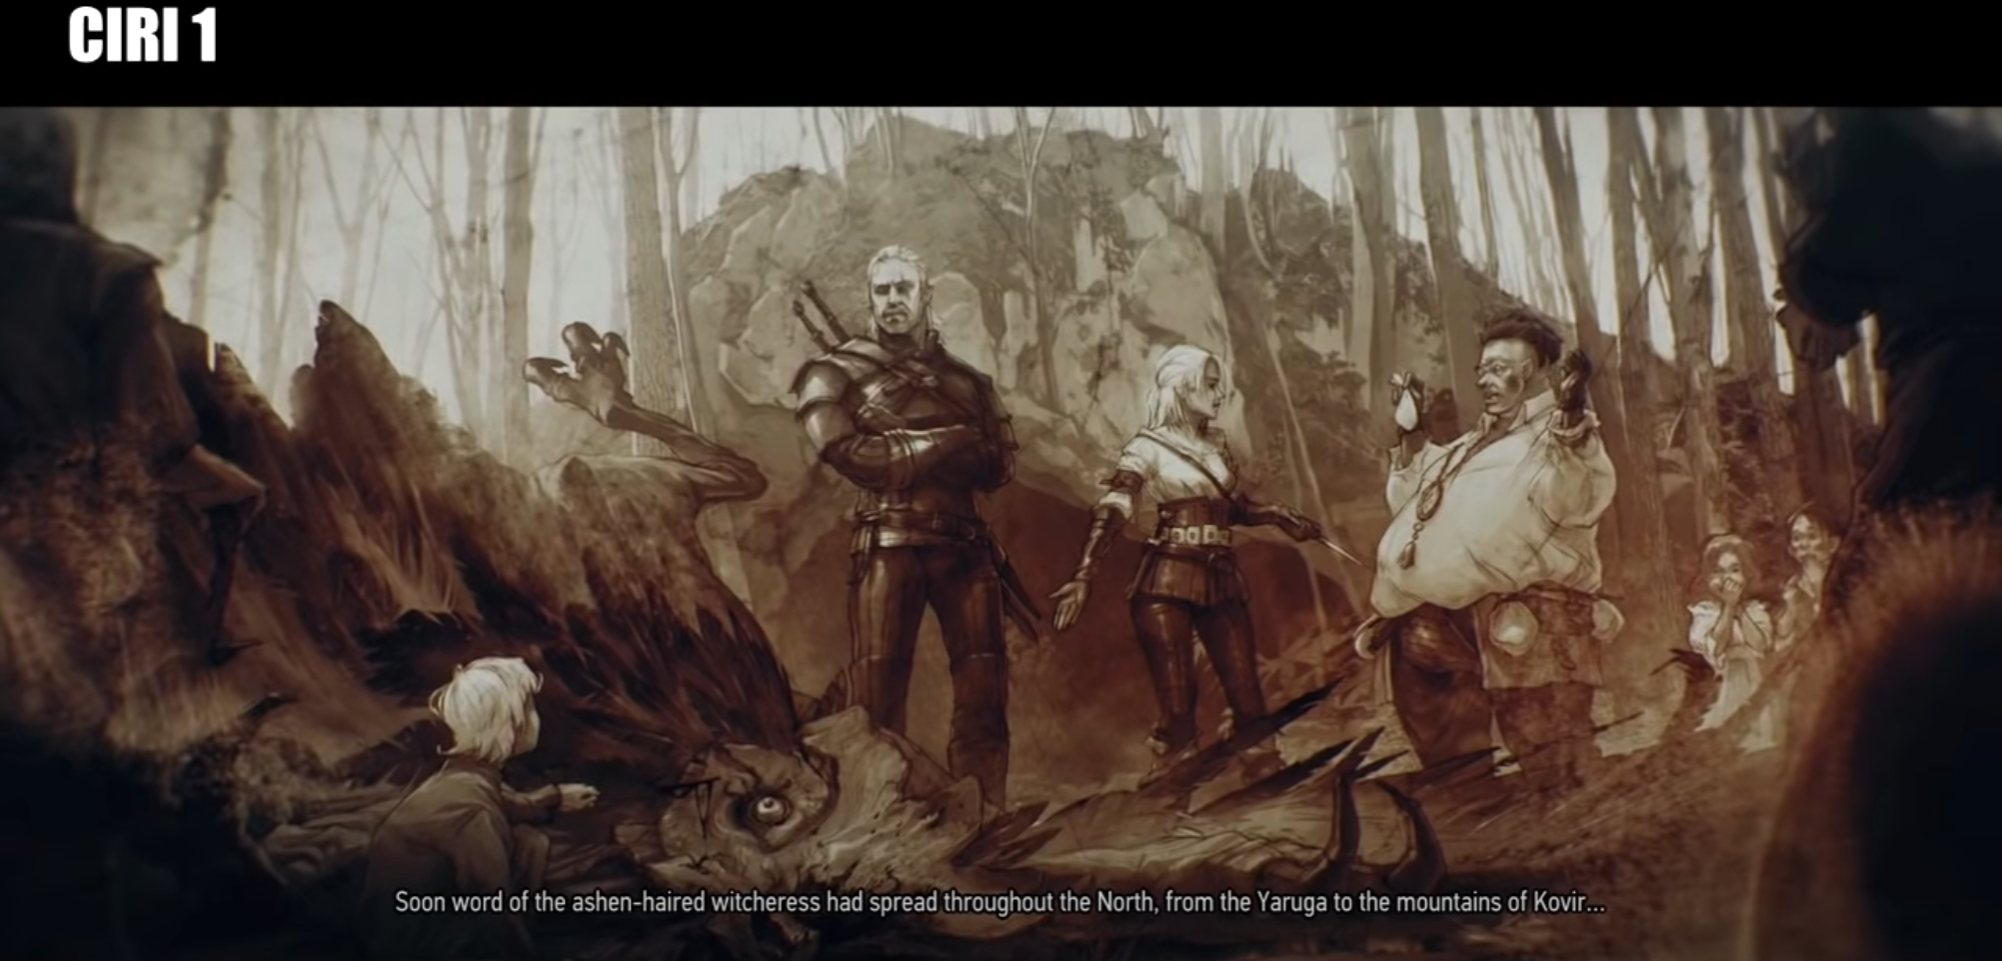 CIRI 1
Soon word of the ashen-haired witcheress had spread throughout the North, from the Yaruga to the mountains of Kovir...